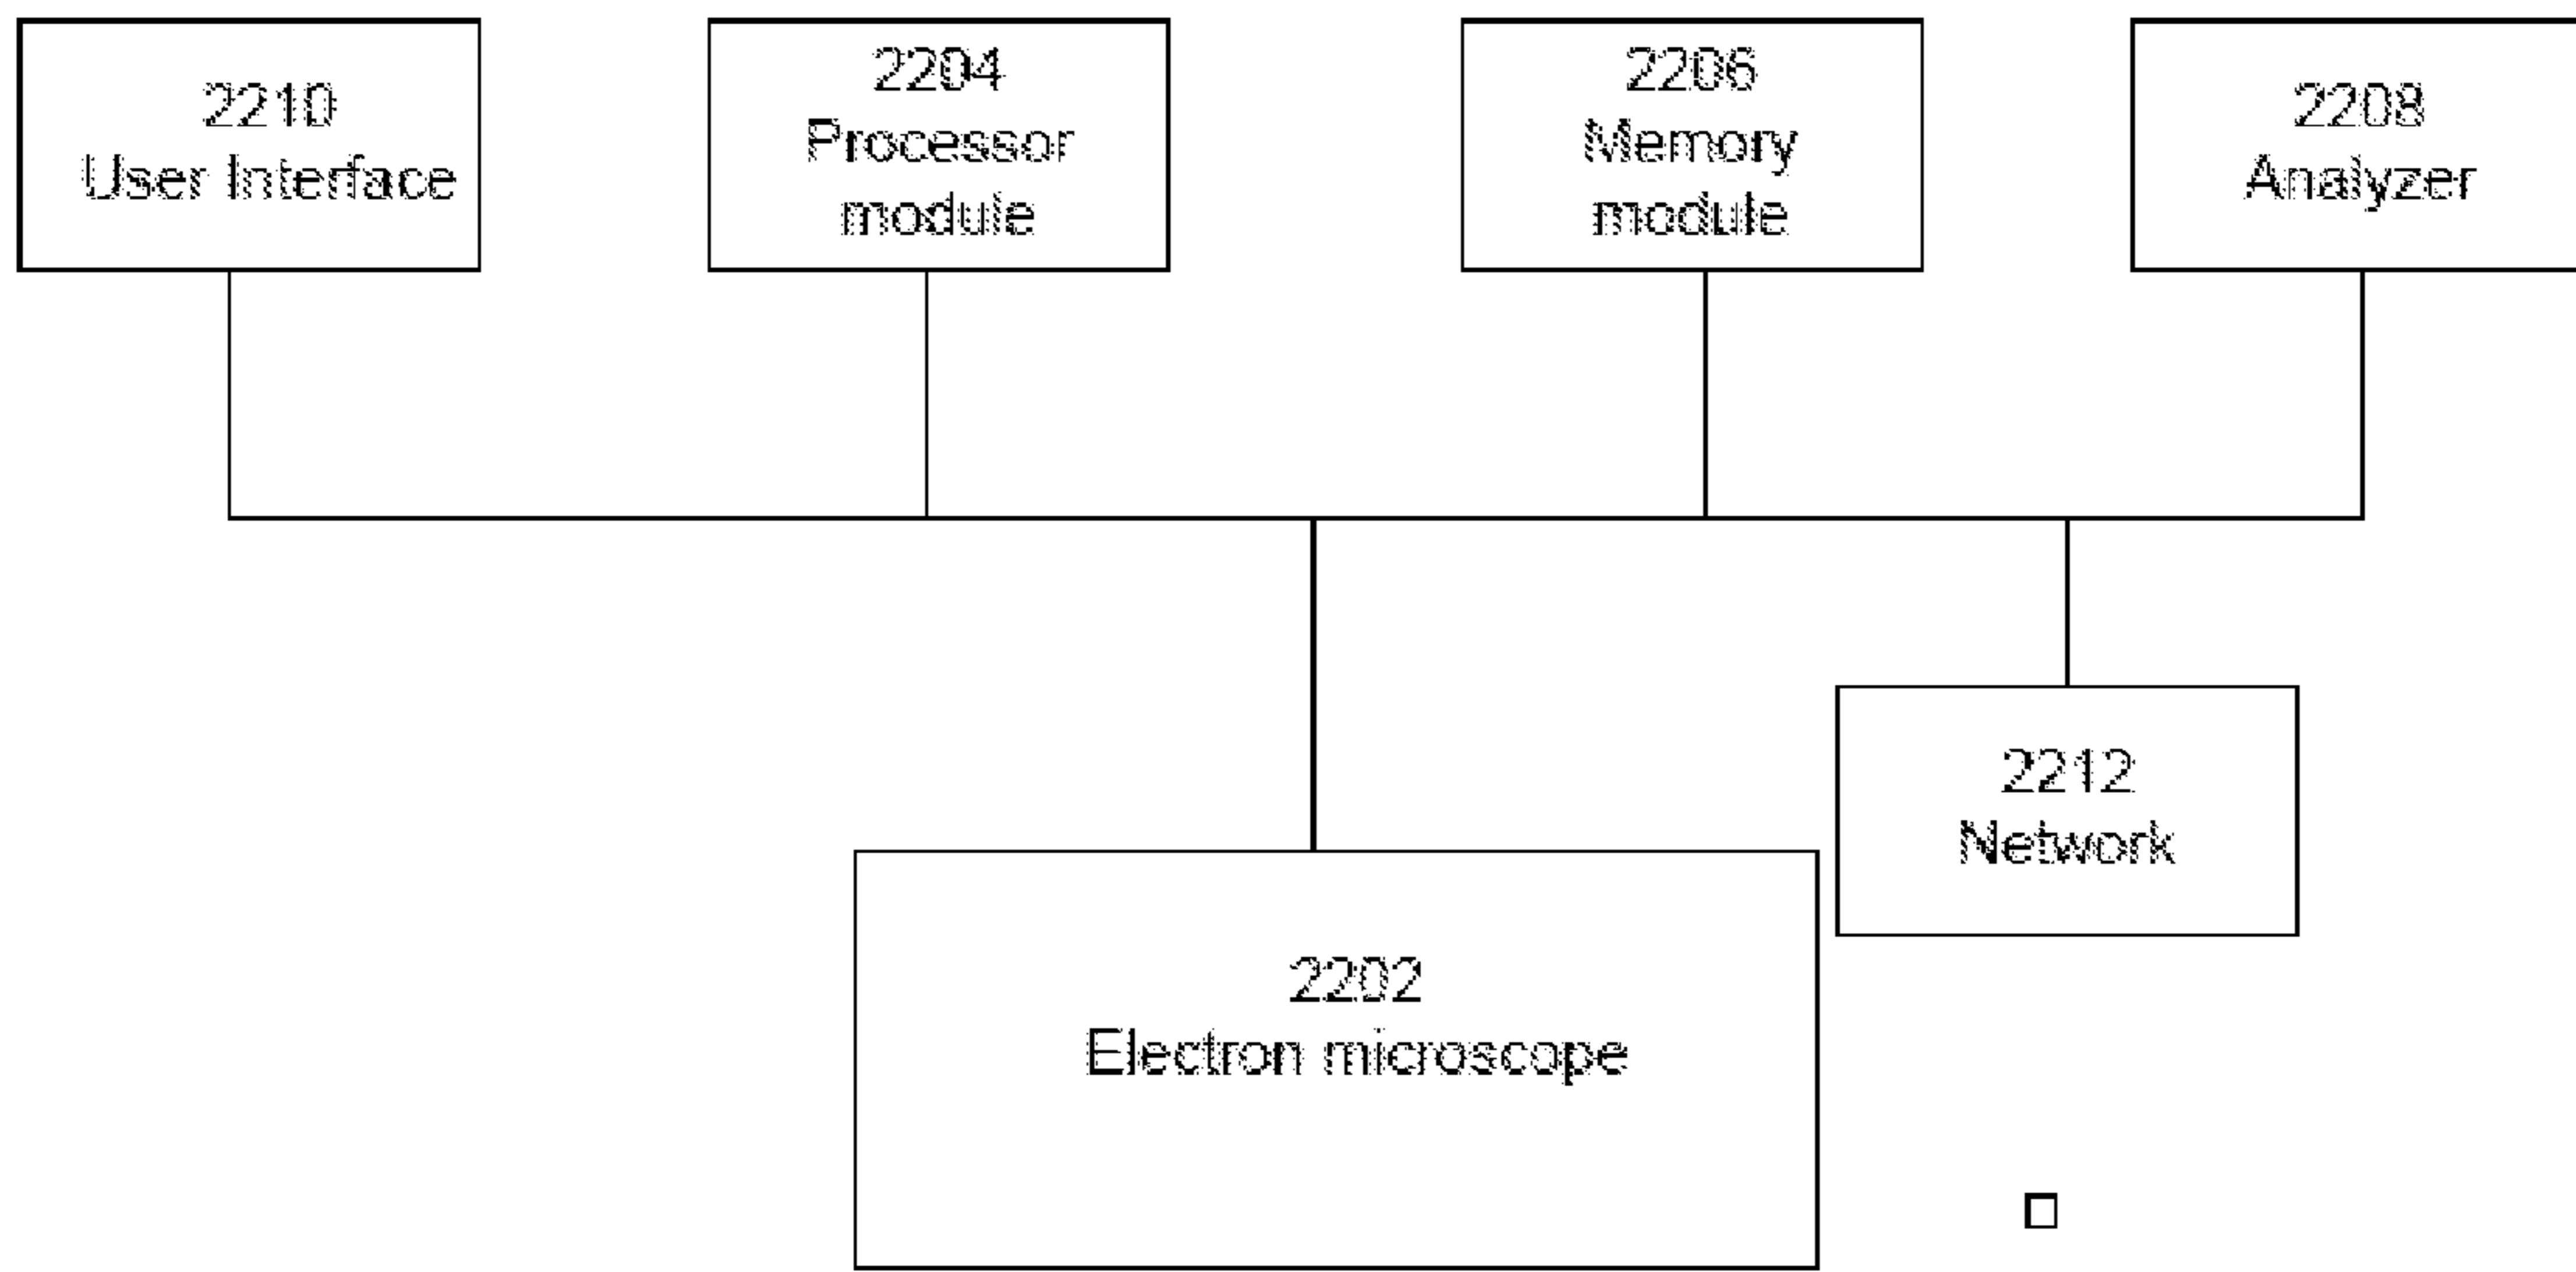 2210
User Interface
2204
Processor
module
2206
Memory
module
2208
Analyzer
2212
Network
2202
Electron microscope